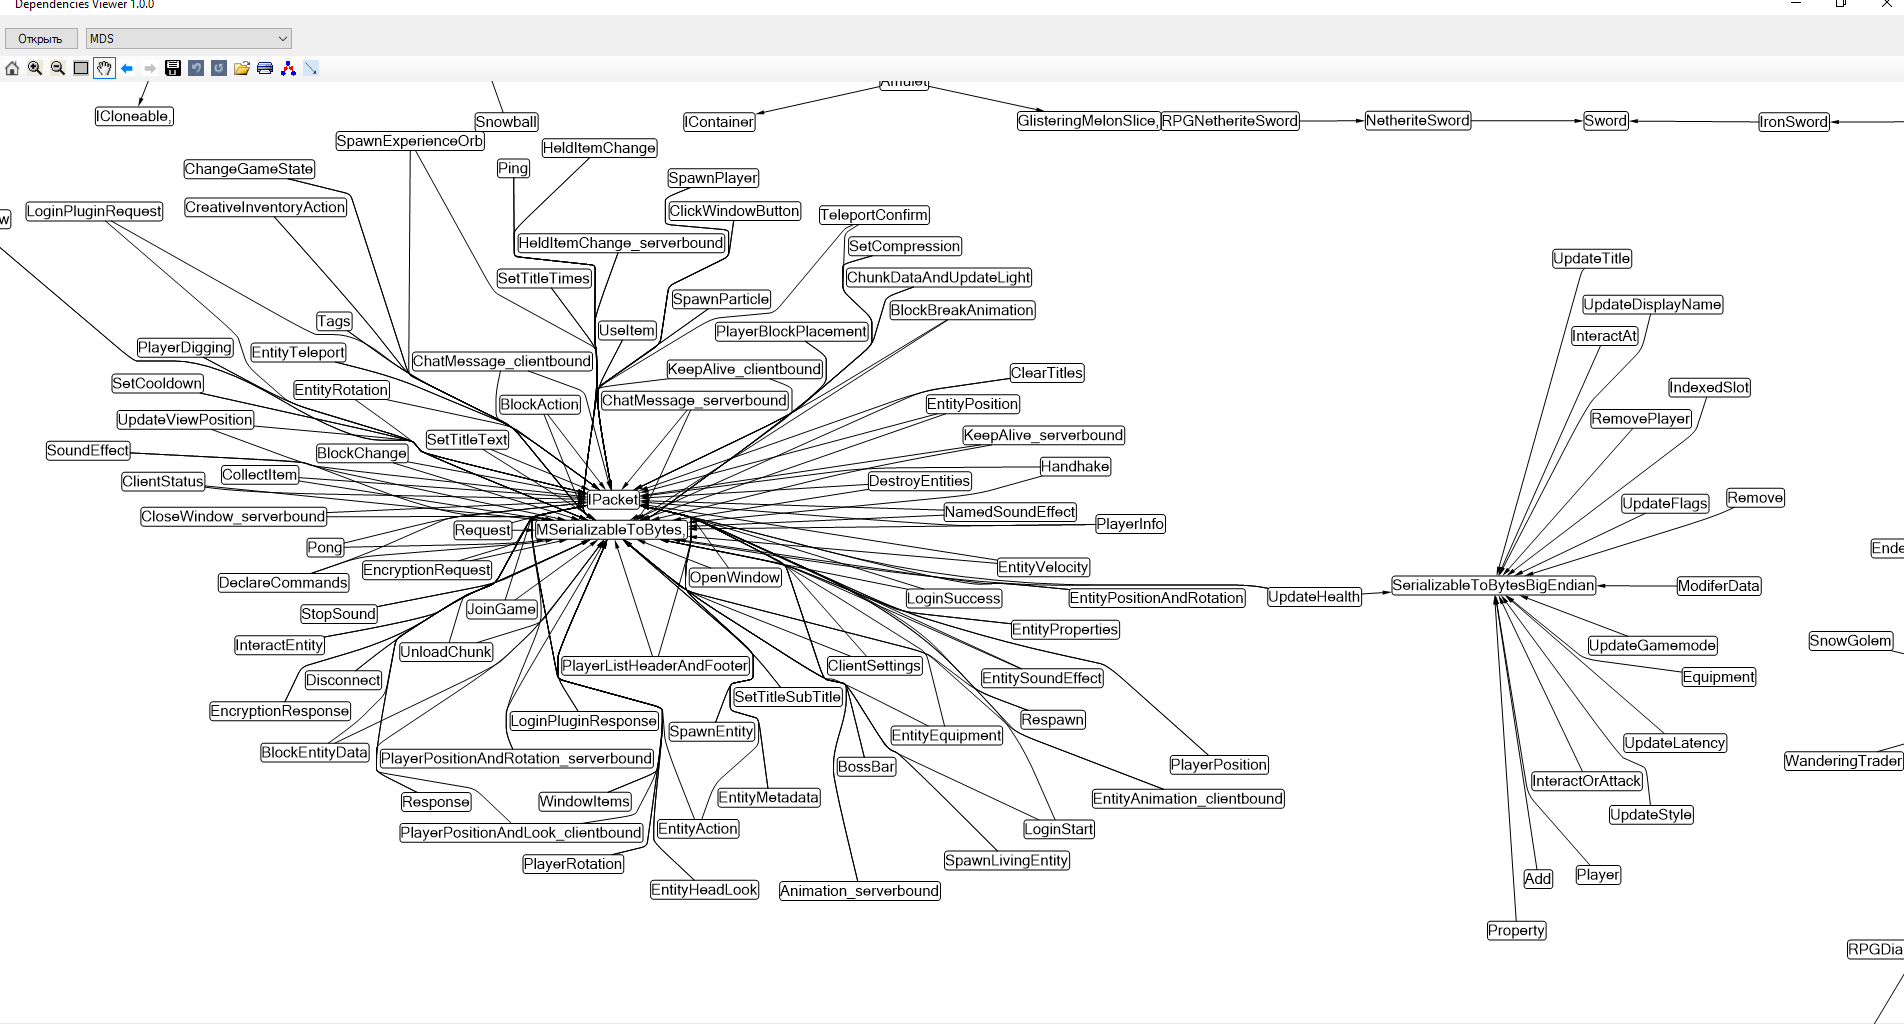 Dependencies Viewer 1.0.0
Открыть
MDS
Amulet
ICloneable,
Snowball
IContainer
GlisteringMelonSlice,
RPGNetheriteSword
NetheriteSword
Sword
IronSword
SpawnExperienceOrb
HeldItemChange
ChangeGameState
Ping
SpawnPlayer
LoginPluginRequest
CreativeInventoryAction
ClickWindowButton
TeleportConfirm
w
HeldItemChange_serverbound
SetCompression
UpdateTitle
SetTitleTimes
ChunkDataAndUpdateLight
SpawnParticle
BlockBreakAnimation
UpdateDisplayName
Tags
UseItem
PlayerBlockPlacement
InteractAt
PlayerDigging
EntityTeleport
ChatMessage_clientbound
KeepAlive_clientbound
ClearTitles
SetCooldown
EntityRotation
IndexedSlot
BlockAction
ChatMessage_serverbound
EntityPosition
UpdateViewPosition
RemovePlayer
SetTitleText
KeepAlive_serverbound
SoundEffect
BlockChange
Handhake
ClientStatus
CollectItem
DestroyEntities
IPacket
UpdateFlags
Remove
CloseWindow_serverbound
NamedSoundEffect
Request
MSerializableToBytes,
PlayerInfo
Pong
Ende
EncryptionRequest
EntityVelocity
DeclareCommands
OpenWindow
SerializableToBytesBigEndian
ModiferData
LoginSuccess
EntityPositionAndRotation
UpdateHealth
StopSound
JoinGame
EntityProperties
InteractEntity
UpdateGamemode
SnowGolem
UnloadChunk
PlayerListHeaderAndFooter
ClientSettings
Disconnect
EntitySoundEffect
Equipment
SetTitleSubTitle
EncryptionResponse
LoginPluginResponse
Respawn
SpawnEntity
EntityEquipment
BlockEntityData
UpdateLatency
PlayerPositionAndRotation_serverbound
BossBar
PlayerPosition
WanderingTrader
InteractOrAttack
Response
WindowItems
EntityMetadata
EntityAnimation_clientbound
UpdateStyle
PlayerPositionAndLook_clientbound
EntityAction
LoginStart
PlayerRotation
SpawnLivingEntity
Add
Player
EntityHeadLook
Animation_serverbound
Property
RPGDia